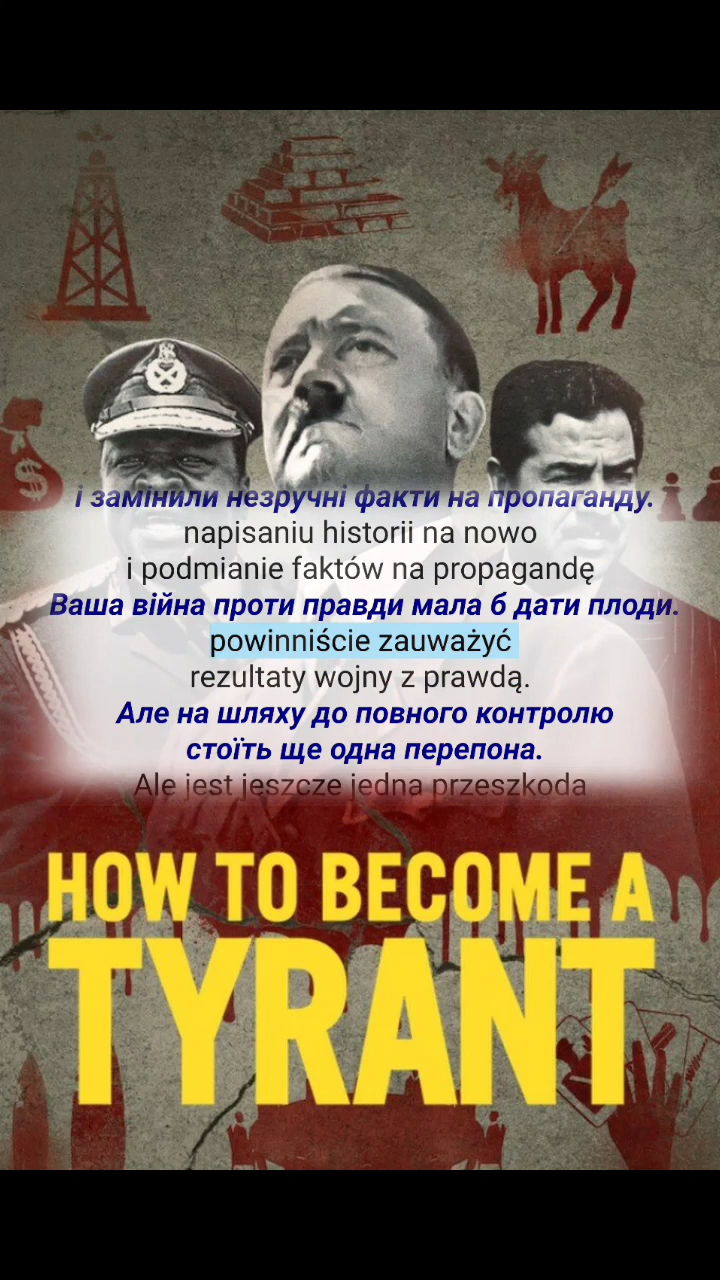 і замінили незручні факти на пропаганду.
napisaniu historii na nowo
i podmianie faktów na propagandę
Ваша війна проти правди мала б дати плоди.
powinniście zauważyć
rezultaty wojny z prawdą.
Але на шляху до повного контролю
стоїть ще одна перепона.
Ale jest jeszcze jedna przeszkoda
HOW TO BECOME A
TYRANT